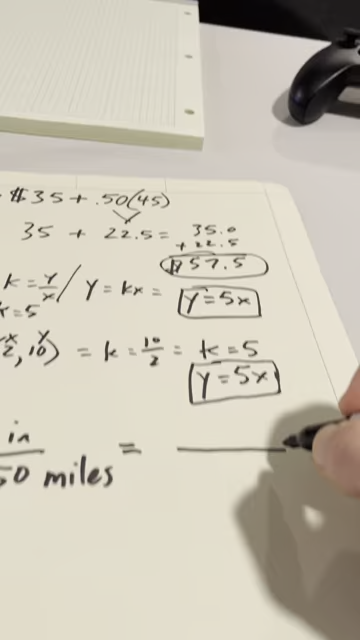 $35 + .50(45)
35 + 22.5 = 35.0
+22.5
$57.5
k = y/x / y = kx = y = 5x
k = 5
x y
2, 10) = k = 10/2 = k = 5
y = 5x
in
50 miles =